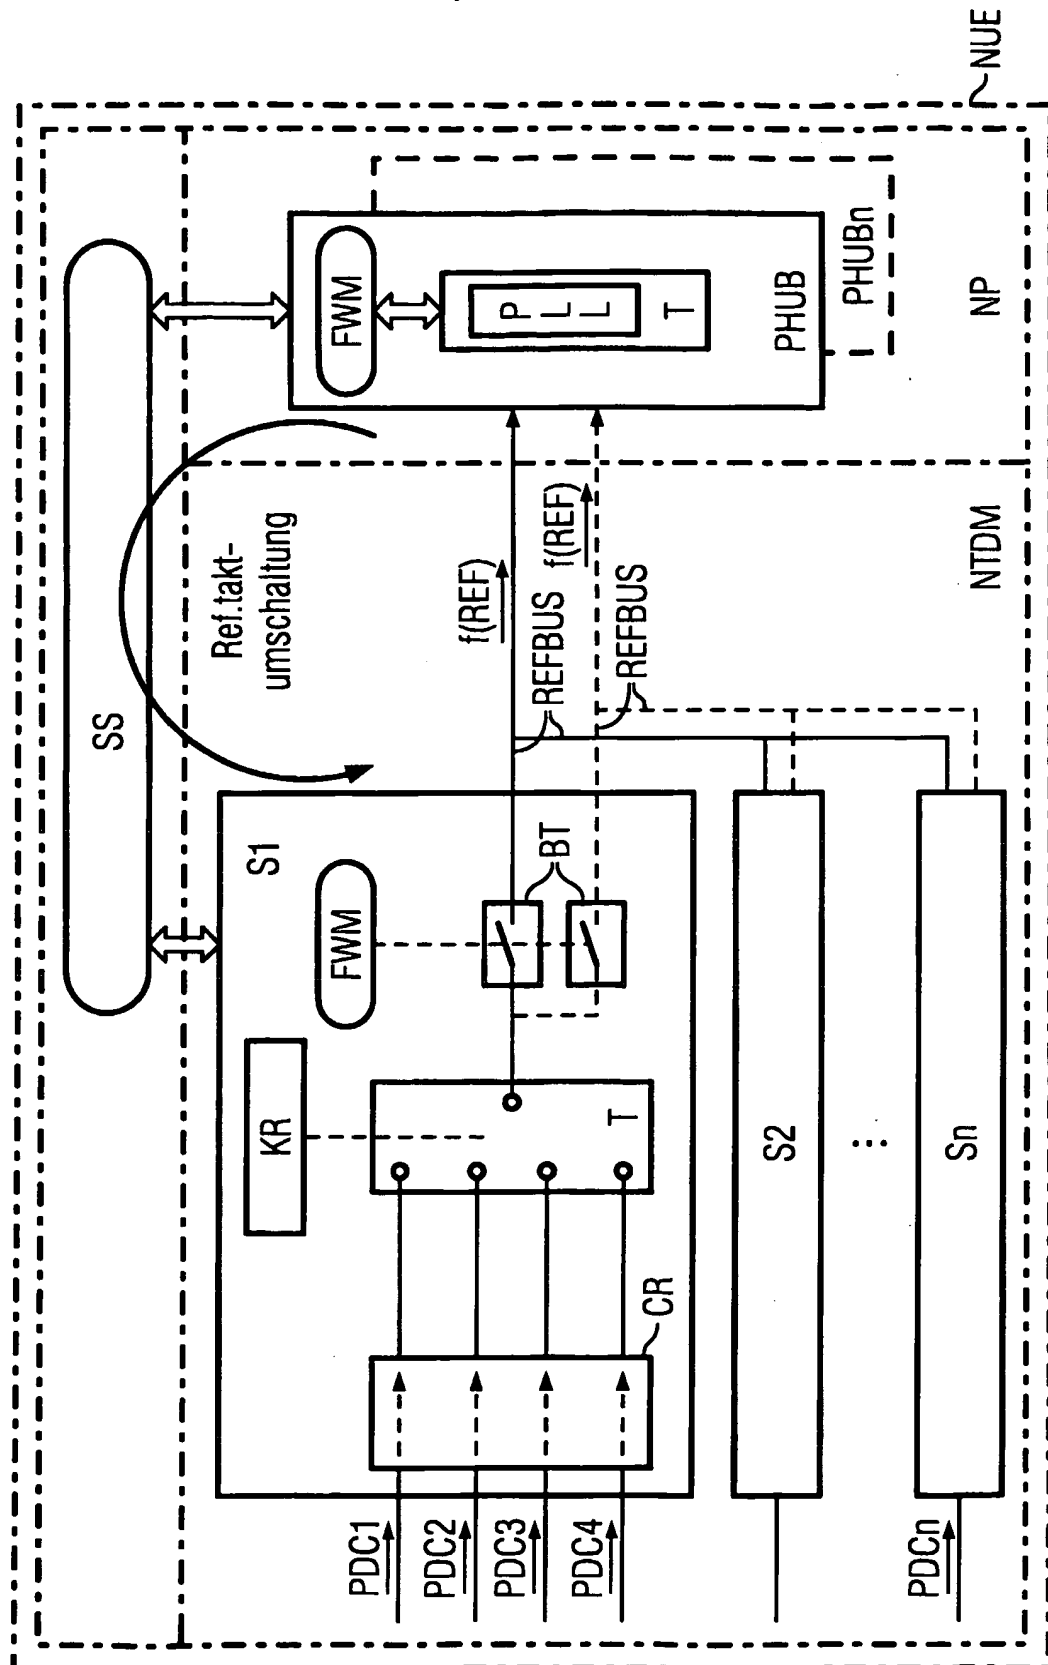 NUE
SS
Ref.takt-
umschaltung
FWM
P
L
L
T
PHUB
PHUBn
NP
S1
KR
FWM
BT
T
CR
f(REF)
f(REF)
REFBUS
REFBUS
NTDM
PDC1
PDC2
PDC3
PDC4
S2
...
Sn
PDCn